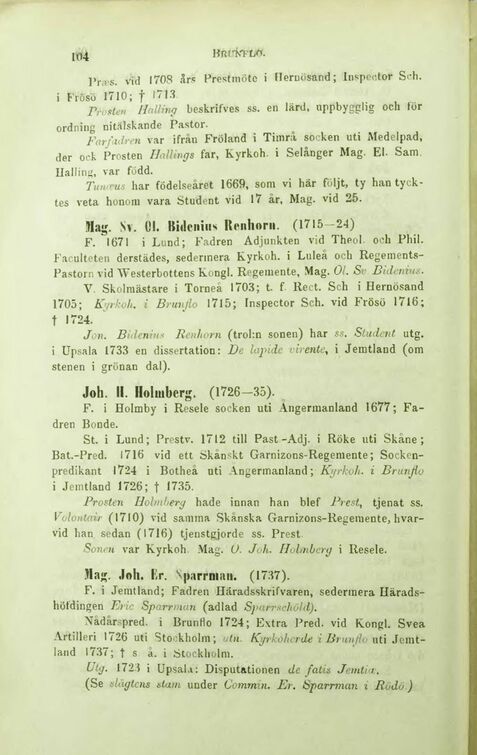 104
BRUNFLO.
Præs. vid 1708 års Prestmöte i Hernösand; Inspector Sch.
i Frösö 1710; † 1713.
Prosten Halling beskrifves ss. en lärd, uppbygglig och för
ordning nitälskande Pastor.
Farfadren var ifrån Fröland i Timrå socken uti Medelpad,
der ock Prosten Hallings far, Kyrkoh. i Selånger Mag. El. Sam.
Halling, var född.
Tunæus har födelseåret 1669, som vi här följt, ty han tyck-
tes veta honom vara Student vid 17 år, Mag. vid 25.
Mag. Sv. Ol. Bidenius Renhorn. (1715—24)
F. 1671 i Lund; Fadren Adjunkten vid Theol. och Phil.
Faculteten derstädes, sedermera Kyrkoh. i Luleå och Regements-
Pastorn vid Westerbottens Kongl. Regemente, Mag. Ol. Sv. Bidenius.
V. Skolmästare i Torneå 1703; t. f. Rect. Sch i Hernösand
1705; Kyrkoh. i Brunflo 1715; Inspector Sch. vid Frösö 1716;
† 1724.
Jon. Bidenius Renhorn (trol:n sonen) har ss. Student utg.
i Upsala 1733 en dissertation: De lapide virente, i Jemtland (om
stenen i grönan dal).
Joh. H. Holmberg. (1726—35).
F. i Holmby i Resele socken uti Ångermanland 1677; Fa-
dren Bonde.
St. i Lund; Prestv. 1712 till Past.-Adj. i Röke uti Skåne;
Bat.-Pred. 1716 vid ett Skånskt Garnizons-Regemente; Socken-
predikant 1724 i Botheå uti Ångermanland; Kyrkoh. i Brunflo
i Jemtland 1726; † 1735.
Prosten Holmberg hade innan han blef Prest, tjenat ss.
Volontair (1710) vid samma Skånska Garnizons-Regemente, hvar-
vid han sedan (1716) tjenstgjorde ss. Prest
Sonen var Kyrkoh. Mag. O. Joh. Holmberg i Resele.
Mag. Joh. Er. Sparrman. (1737).
F. i Jemtland; Fadren Häradsskrifvaren, sedermera Härads-
höfdingen Eric Sparrman (adlad Sparrschöld).
Nådårspred. i Brunflo 1724; Extra Pred. vid Kongl. Svea
Artilleri 1726 uti Stockholm; utn. Kyrkoherde i Brunflo uti Jemt-
land 1737; † s. å. i Stockholm.
Utg. 1723 i Upsala: Disputationen de fatis Jemtiæ.
(Se slägtens stam under Commin. Er. Sparrman i Rödö.)